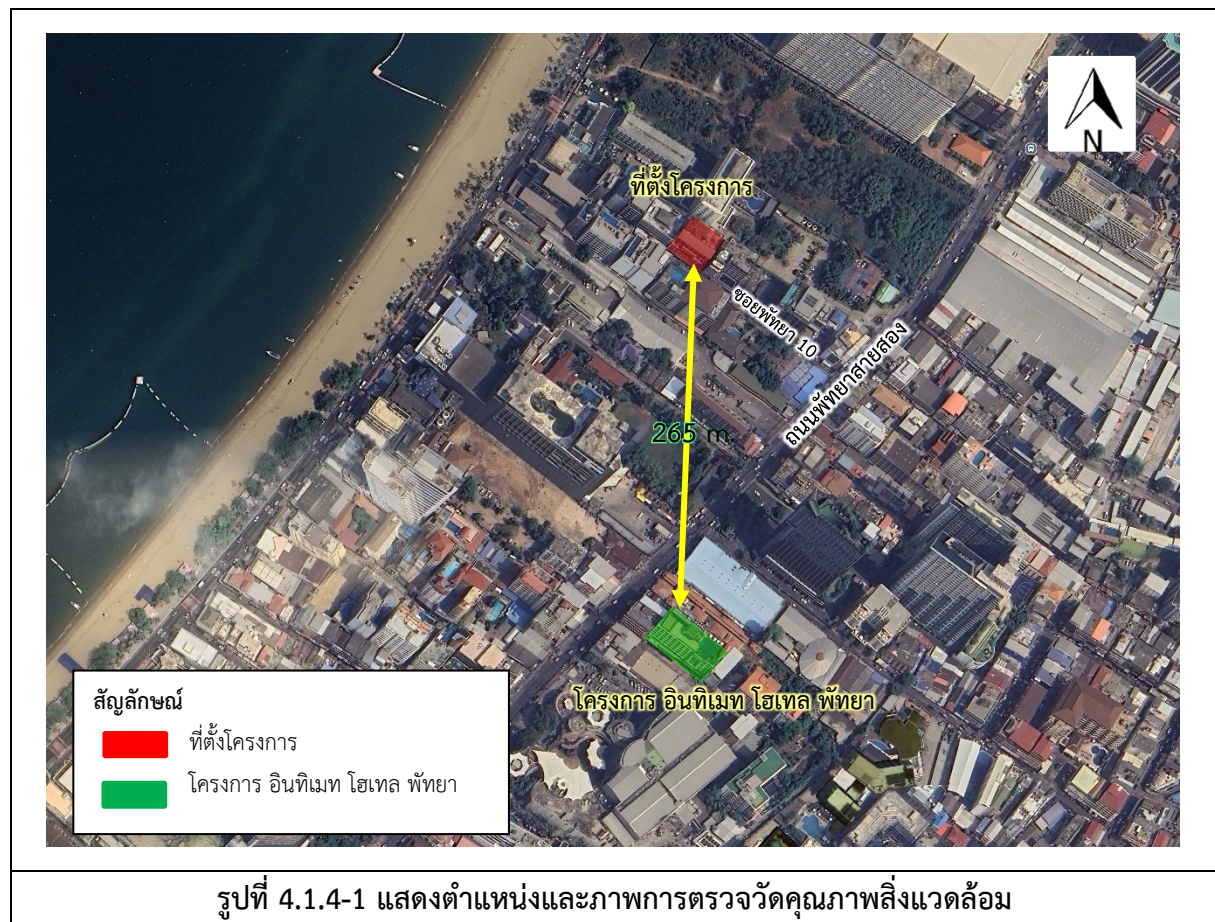 N
ที่ตั้งโครงการ
ซอยพัทยา 10
ถนนพัทยาสายสอง
265 m.
โครงการ อินทิเมท โฮเทล พัทยา
สัญลักษณ์
ที่ตั้งโครงการ
โครงการ อินทิเมท โฮเทล พัทยา
รูปที่ 4.1.4-1 แสดงตำแหน่งและภาพการตรวจวัดคุณภาพสิ่งแวดล้อม